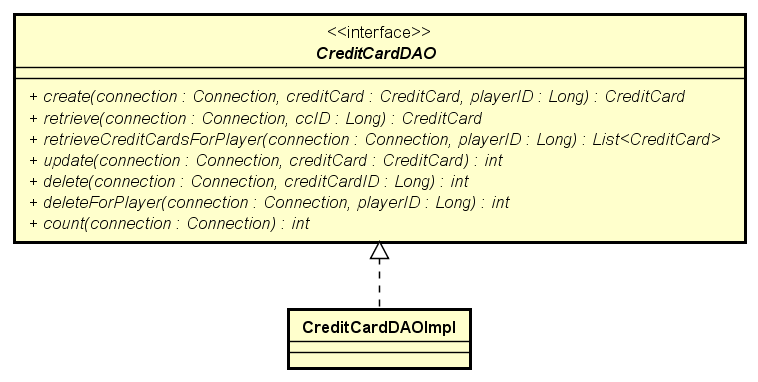 <<interface>>
CreditCardDAO
+ create(connection : Connection, creditCard : CreditCard, playerID : Long) : CreditCard
+ retrieve(connection : Connection, ccID : Long) : CreditCard
+ retrieveCreditCardsForPlayer(connection : Connection, playerID : Long) : List<CreditCard>
+ update(connection : Connection, creditCard : CreditCard) : int
+ delete(connection : Connection, creditCardID : Long) : int
+ deleteForPlayer(connection : Connection, playerID : Long) : int
+ count(connection : Connection) : int
CreditCardDAOImpl